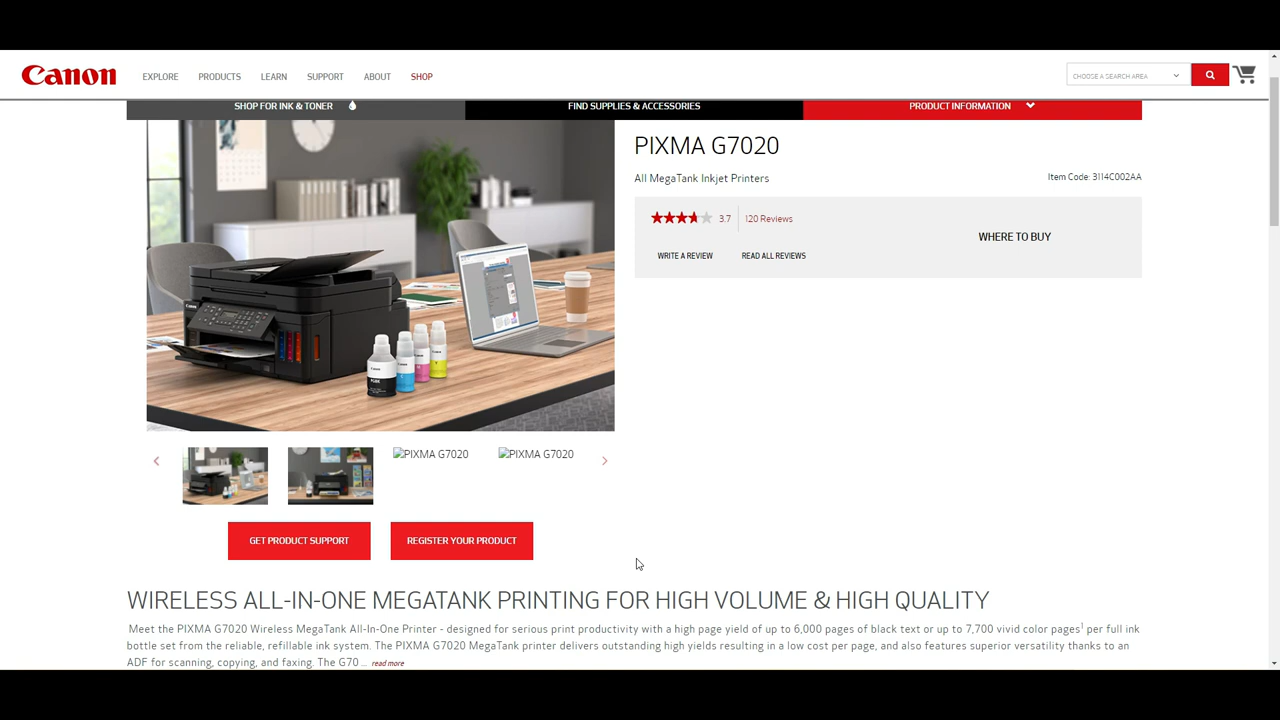 Canon
EXPLORE PRODUCTS LEARN SUPPORT ABOUT SHOP
CHOOSE A SEARCH AREA
SHOP FOR INK & TONER
FIND SUPPLIES & ACCESSORIES
PRODUCT INFORMATION
PIXMA G7020
All MegaTank Inkjet Printers
Item Code: 3114C002AA
3.7 120 Reviews
WHERE TO BUY
WRITE A REVIEW READ ALL REVIEWS
Canon
PIXMA G7020 PIXMA G7020
GET PRODUCT SUPPORT REGISTER YOUR PRODUCT
WIRELESS ALL-IN-ONE MEGATANK PRINTING FOR HIGH VOLUME & HIGH QUALITY
Meet the PIXMA G7020 Wireless MegaTank All-In-One Printer - designed for serious print productivity with a high page yield of up to 6,000 pages of black text or up to 7,700 vivid color pages¹ per full ink
bottle set from the reliable, refillable ink system. The PIXMA G7020 MegaTank printer delivers outstanding high yields resulting in a low cost per page, and also features superior versatility thanks to an
ADF for scanning, copying, and faxing. The G70 ... read more